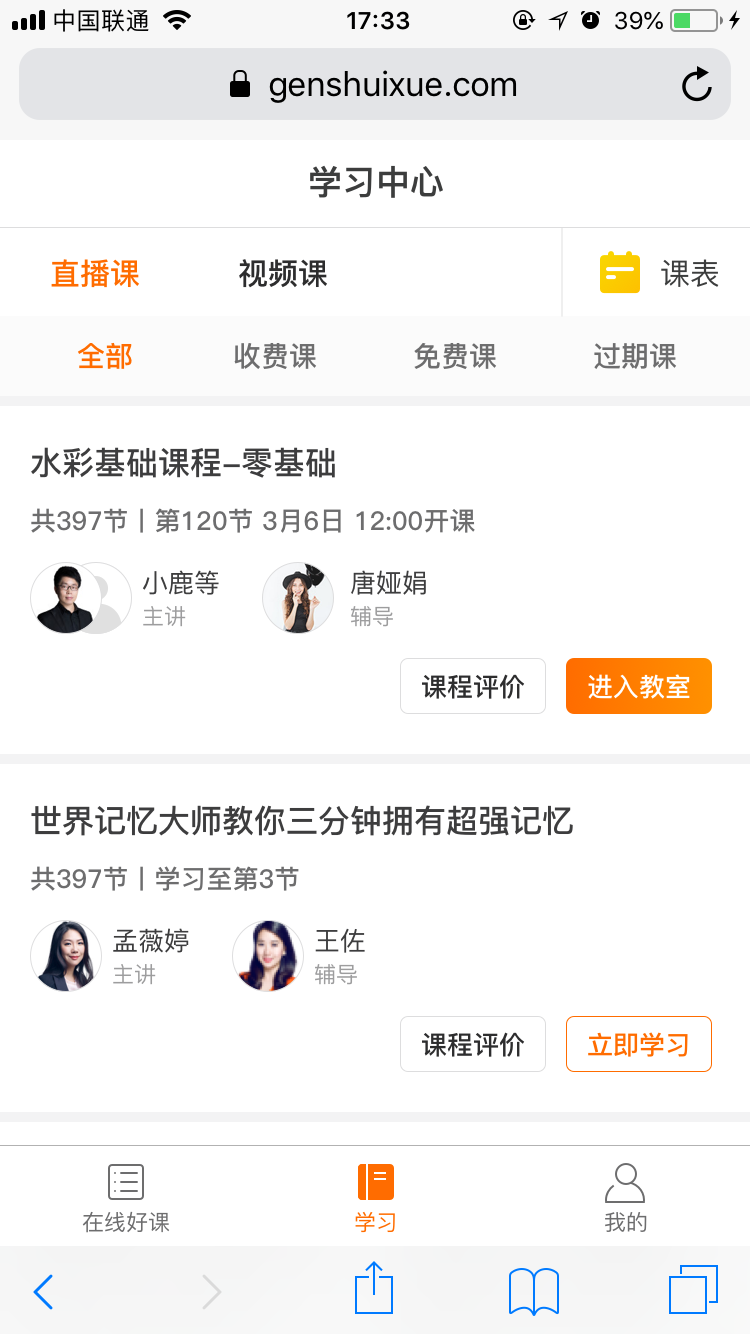 中国联通 17:33 39%
genshuixue.com
学习中心
直播课 视频课 课表
全部 收费课 免费课 过期课
水彩基础课程–零基础
共397节丨第120节 3月6日 12:00开课
小鹿等 唐娅娟
主讲 辅导
课程评价 进入教室
世界记忆大师教你三分钟拥有超强记忆
共397节丨学习至第3节
孟薇婷 王佐
主讲 辅导
课程评价 立即学习
在线好课 学习 我的